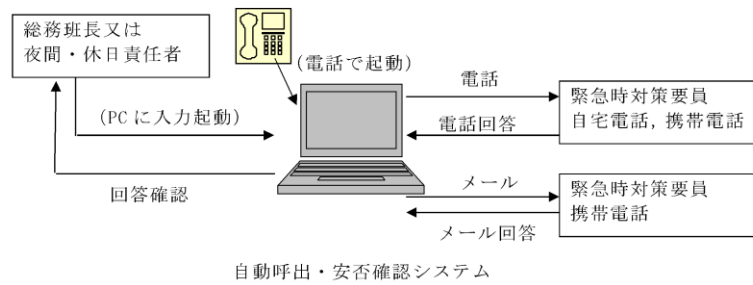 総務班長又は
夜間・休日責任者
(電話で起動)
電話
(PCに入力起動)
電話回答
緊急時対策要員
自宅電話,携帯電話
回答確認
メール
メール回答
緊急時対策要員
携帯電話
自動呼出・安否確認システム